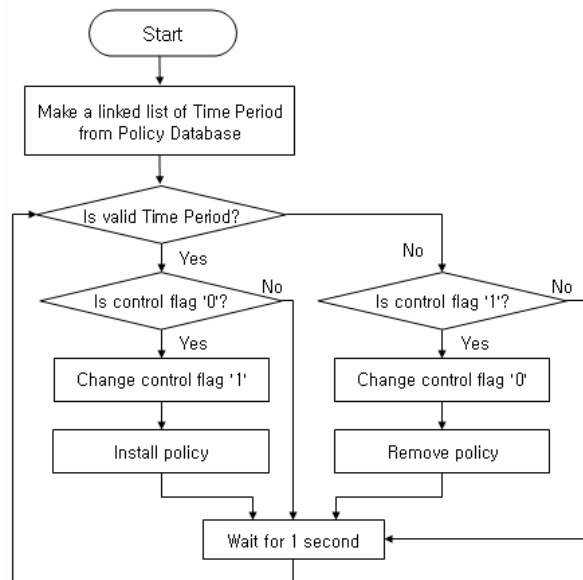 Start
Make a linked list of Time Period
from Policy Database
Is valid Time Period?
No
Yes
Is control flag '0'?
No
Is control flag '1'?
No
Yes
Yes
Change control flag '1'
Change control flag '0'
Install policy
Remove policy
Wait for 1 second